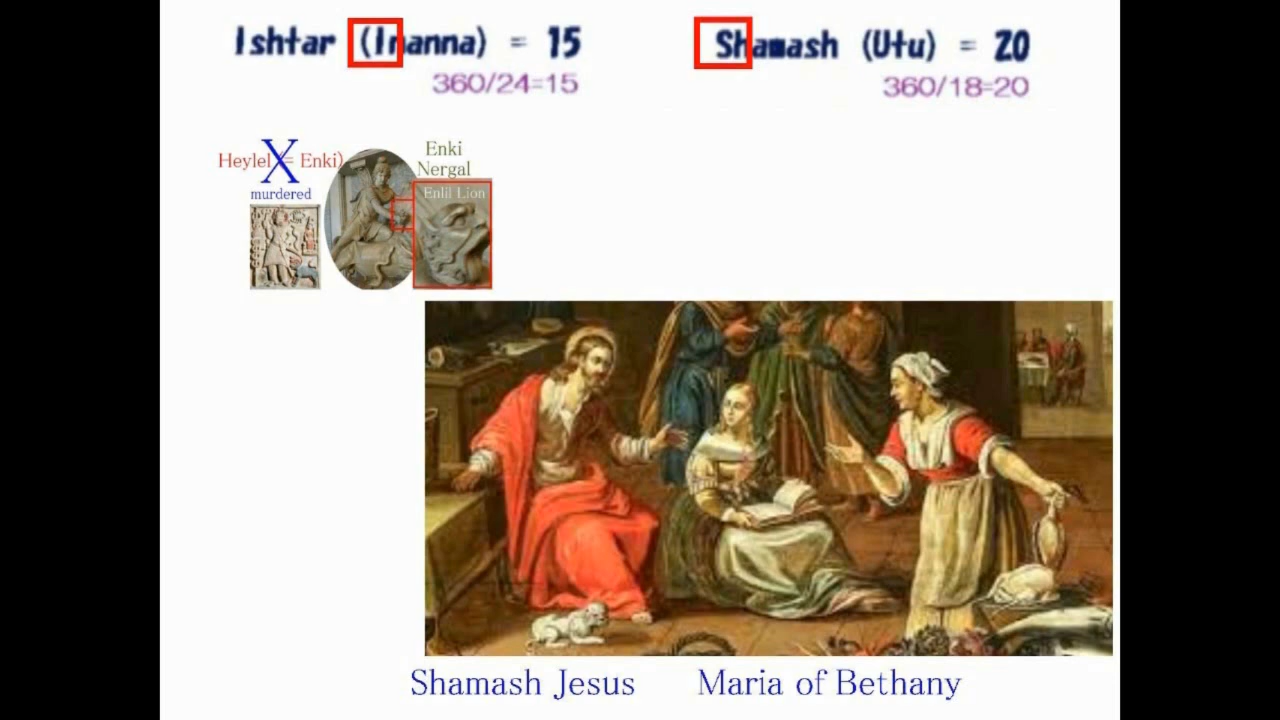 Ishtar (Inanna) = 15
360/24=15
Shamash (Utu) = 20
360/18=20
Heylel (= Enki)
X
murdered
Enki
Nergal
Enlil Lion
Shamash Jesus
Maria of Bethany